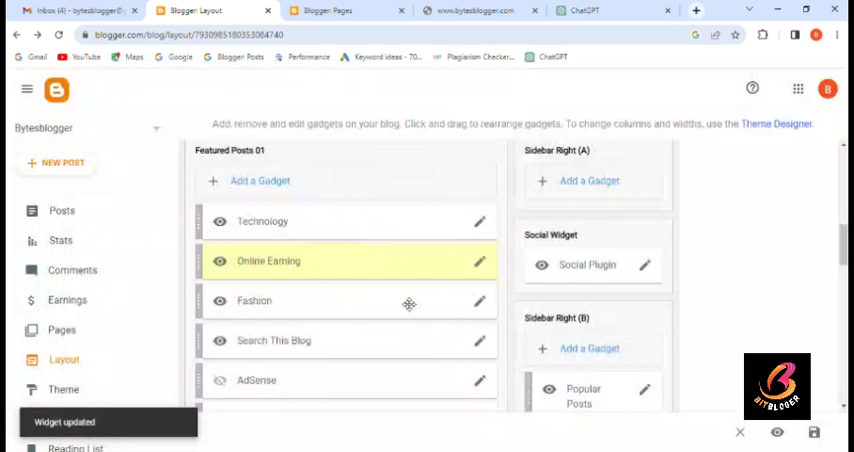 Inbox (4) - bytesblogger@g
Blogger: Layout
Blogger: Pages
www.bytesblogger.com
ChatGPT
blogger.com/blog/layout/7930985180353084740
Gmail
YouTube
Maps
Google
Blogger: Posts
Performance
Keyword ideas - 70...
Plagiarism Checker...
ChatGPT
B
Bytesblogger
Add, remove and edit gadgets on your blog. Click and drag to rearrange gadgets. To change columns and widths, use the Theme Designer.
NEW POST
Posts
Stats
Comments
Earnings
Pages
Layout
Theme
Reading List
Widget updated
Featured Posts 01
Add a Gadget
Technology
Online Earning
Fashion
Search This Blog
AdSense
Sidebar Right (A)
Add a Gadget
Social Widget
Social Plugin
Sidebar Right (B)
Add a Gadget
Popular
Posts
BITBLOGER